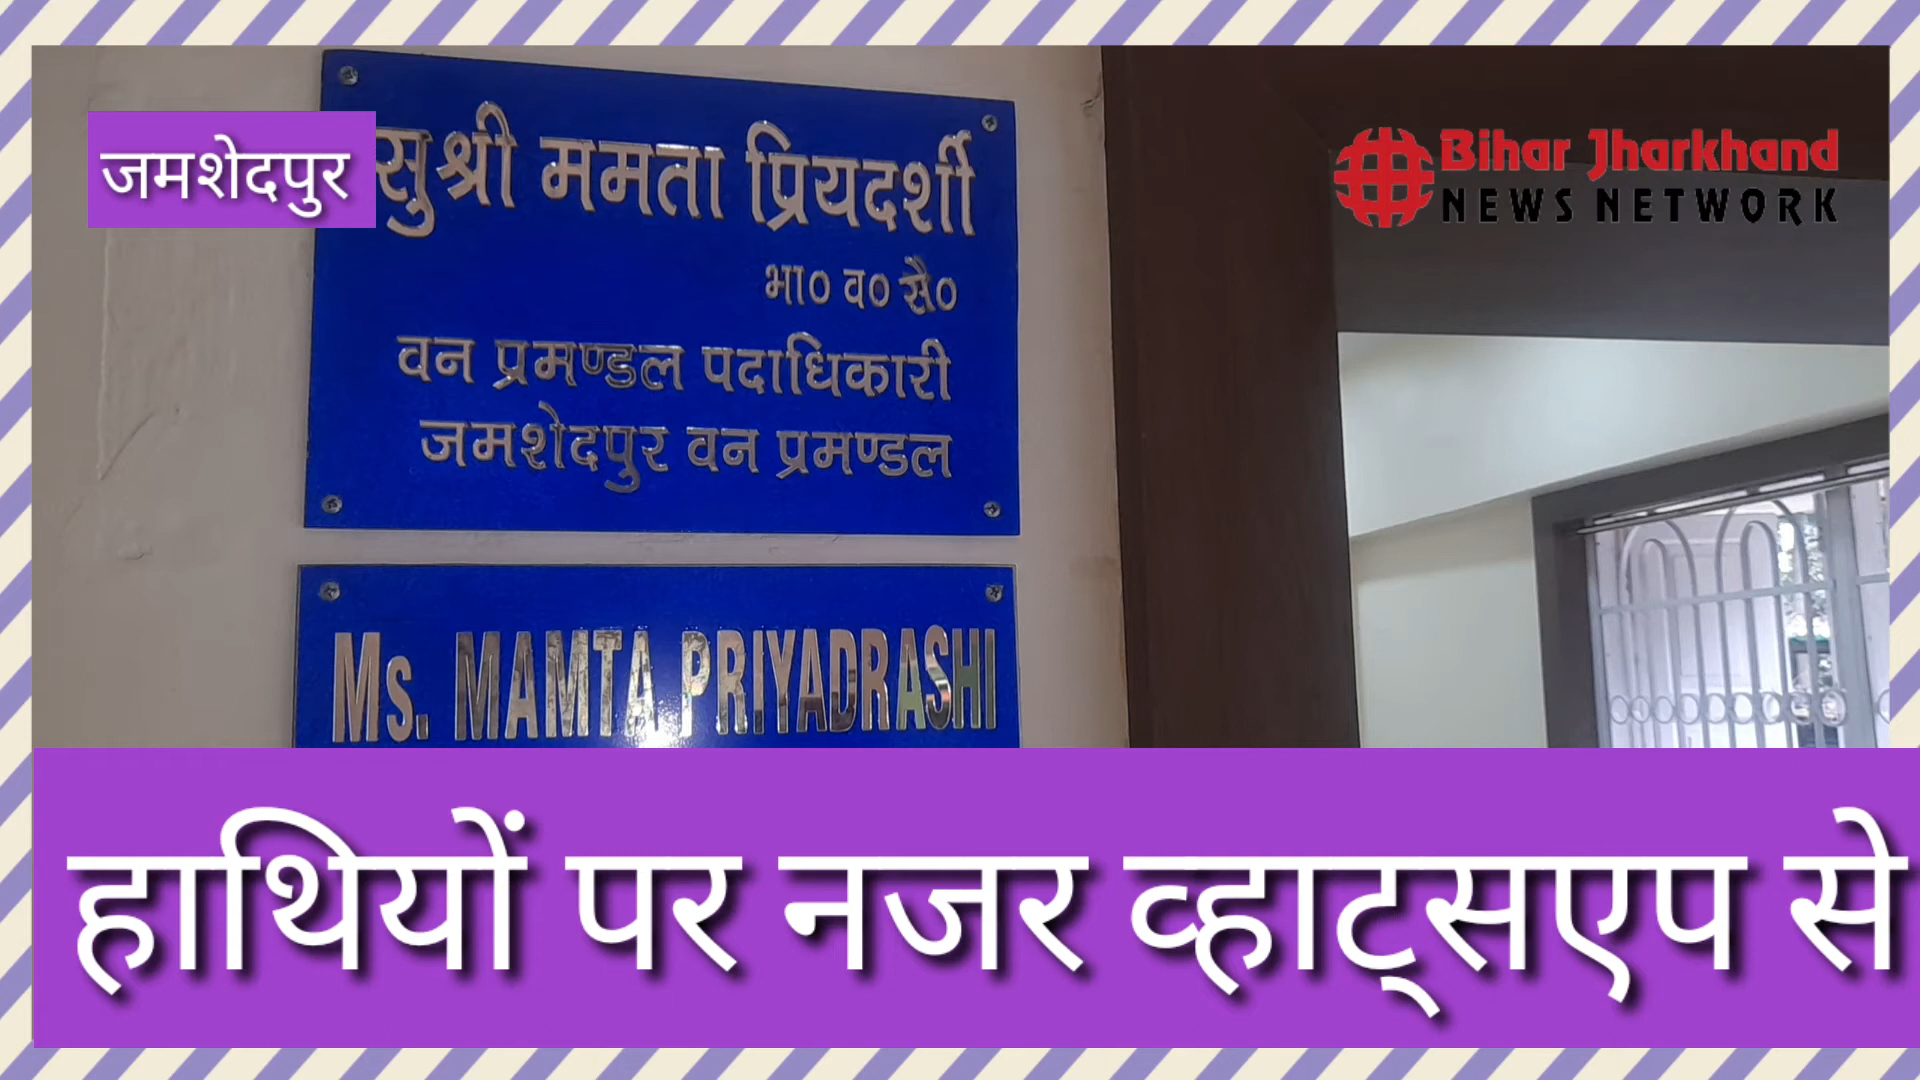 जमशेदपुर
सुश्री ममता प्रियदर्शी
भा० व० सै०
वन प्रमण्डल पदाधिकारी
जमशेदपुर वन प्रमण्डल
Bihar Jharkhand
NEWS NETWORK
Ms. MAMTA PRIYADRASHI
हाथियों पर नजर व्हाट्सएप से